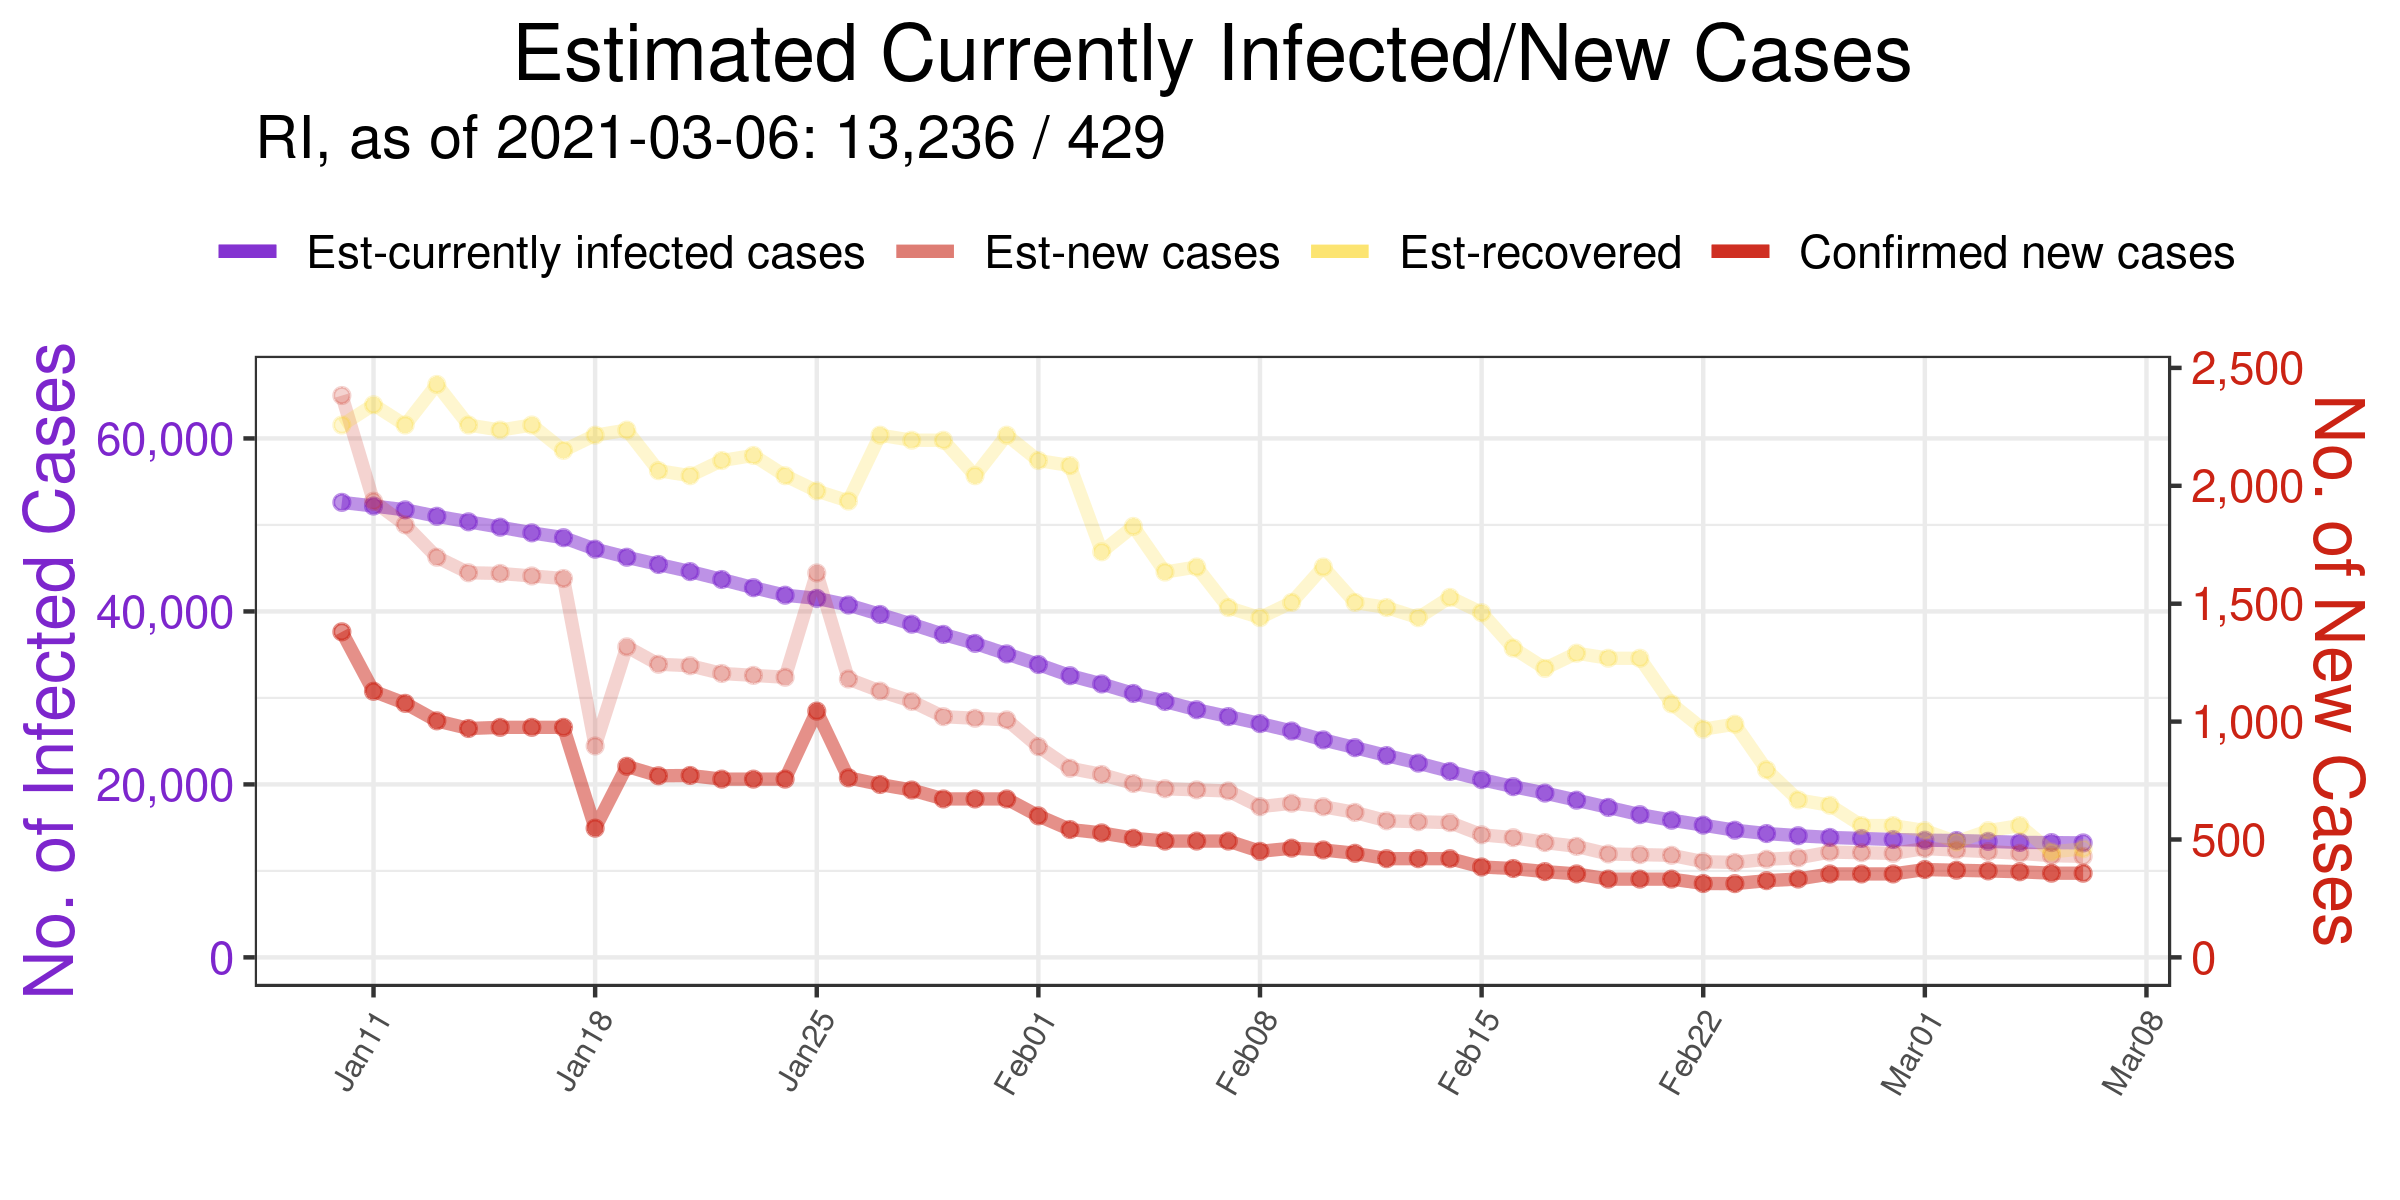 Estimated Currently Infected/New Cases
RI, as of 2021-03-06: 13,236 / 429
Est-currently infected cases Est-new cases Est-recovered Confirmed new cases
No. of Infected Cases
60,000
40,000
20,000
0
2,500
2,000
1,500
1,000
500
0
No. of New Cases
Jan11 Jan18 Jan25 Feb01 Feb08 Feb15 Feb22 Mar01 Mar08